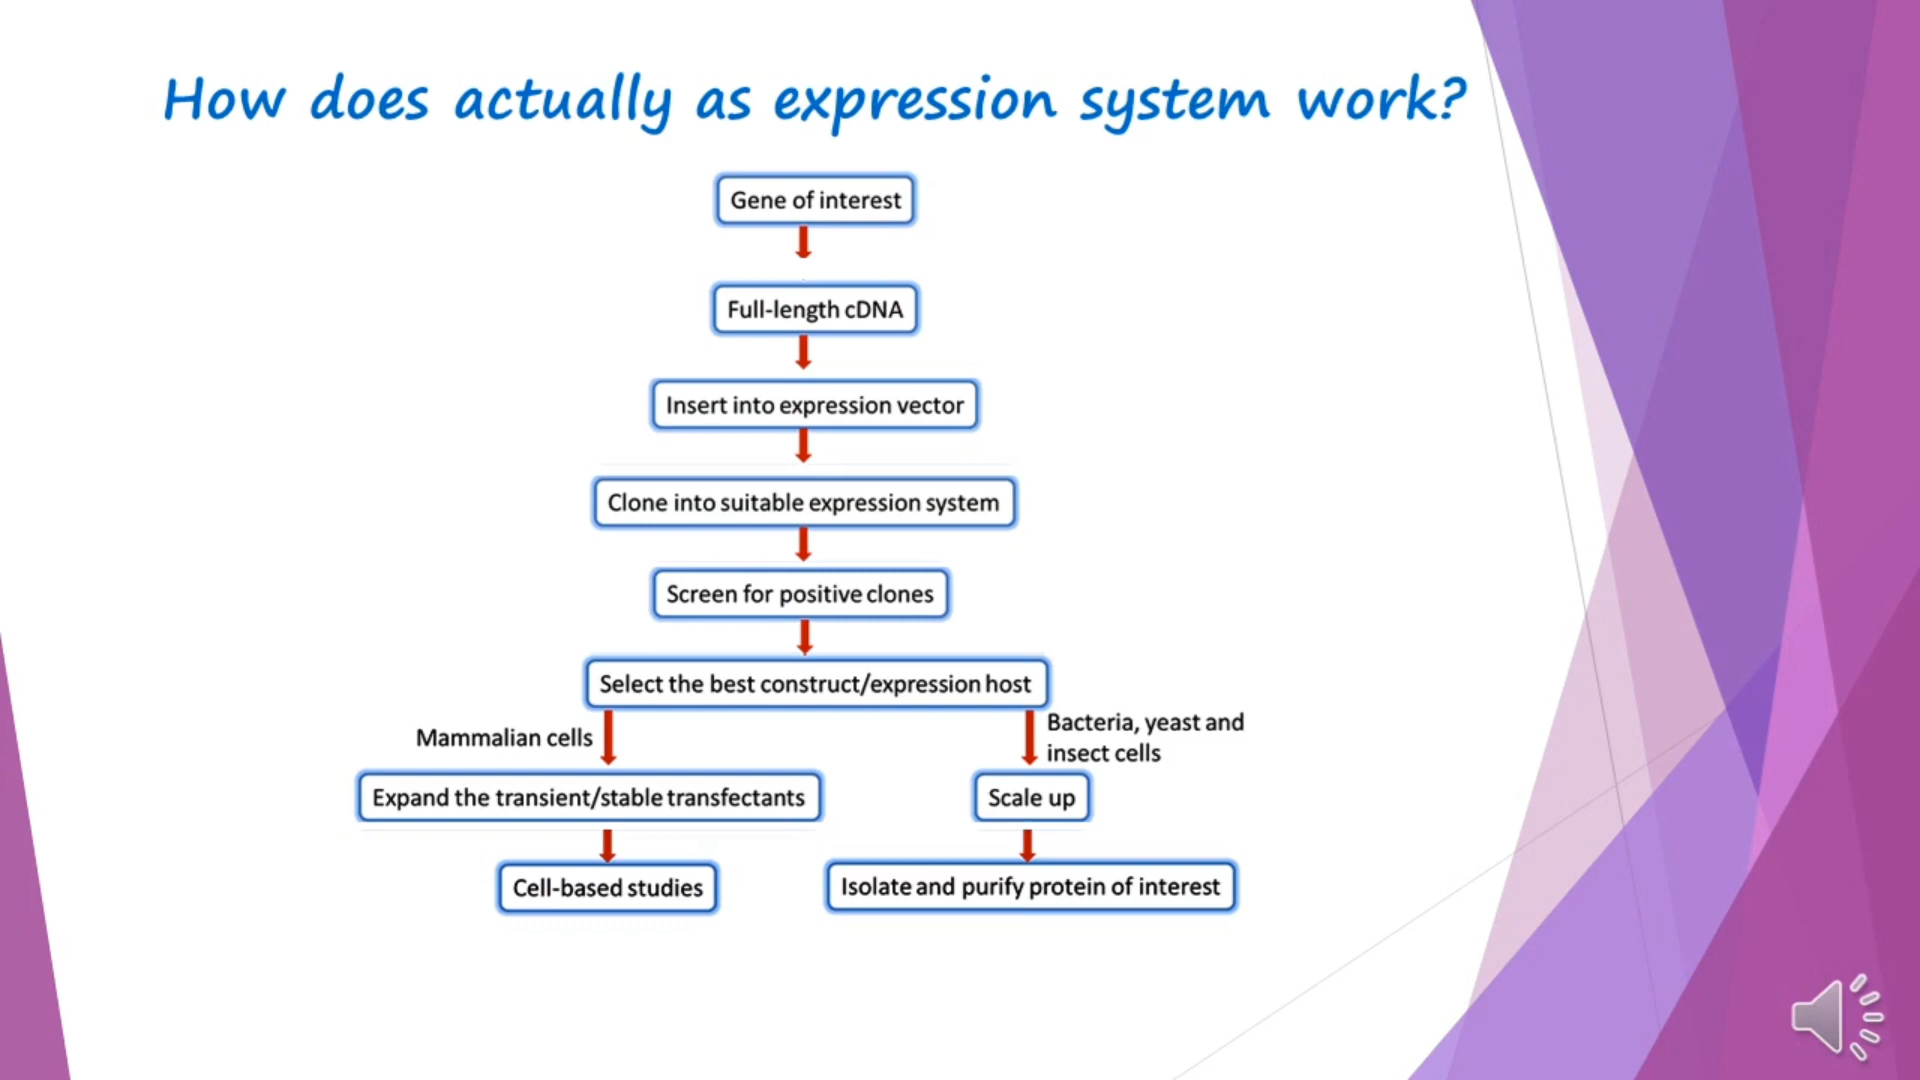 How does actually as expression system work?
Gene of interest
Full-length cDNA
Insert into expression vector
Clone into suitable expression system
Screen for positive clones
Select the best construct/expression host
Mammalian cells
Bacteria, yeast and
insect cells
Expand the transient/stable transfectants
Scale up
Cell-based studies
Isolate and purify protein of interest